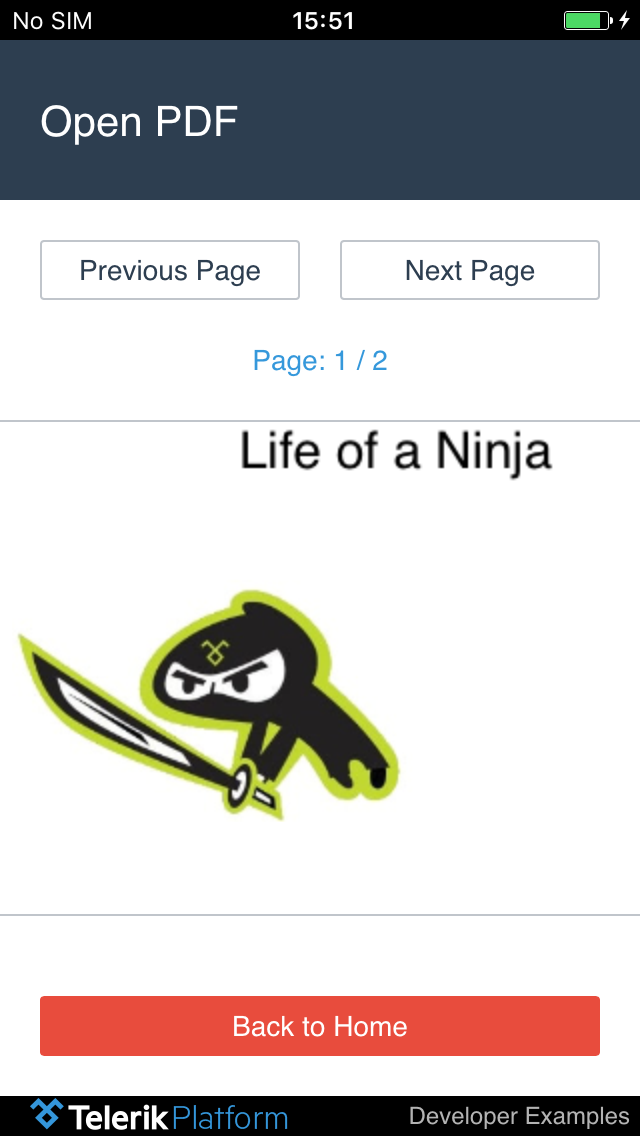 No SIM 15:51
Open PDF
Previous Page Next Page
Page: 1 / 2
Life of a Ninja
Back to Home
Telerik Platform Developer Examples